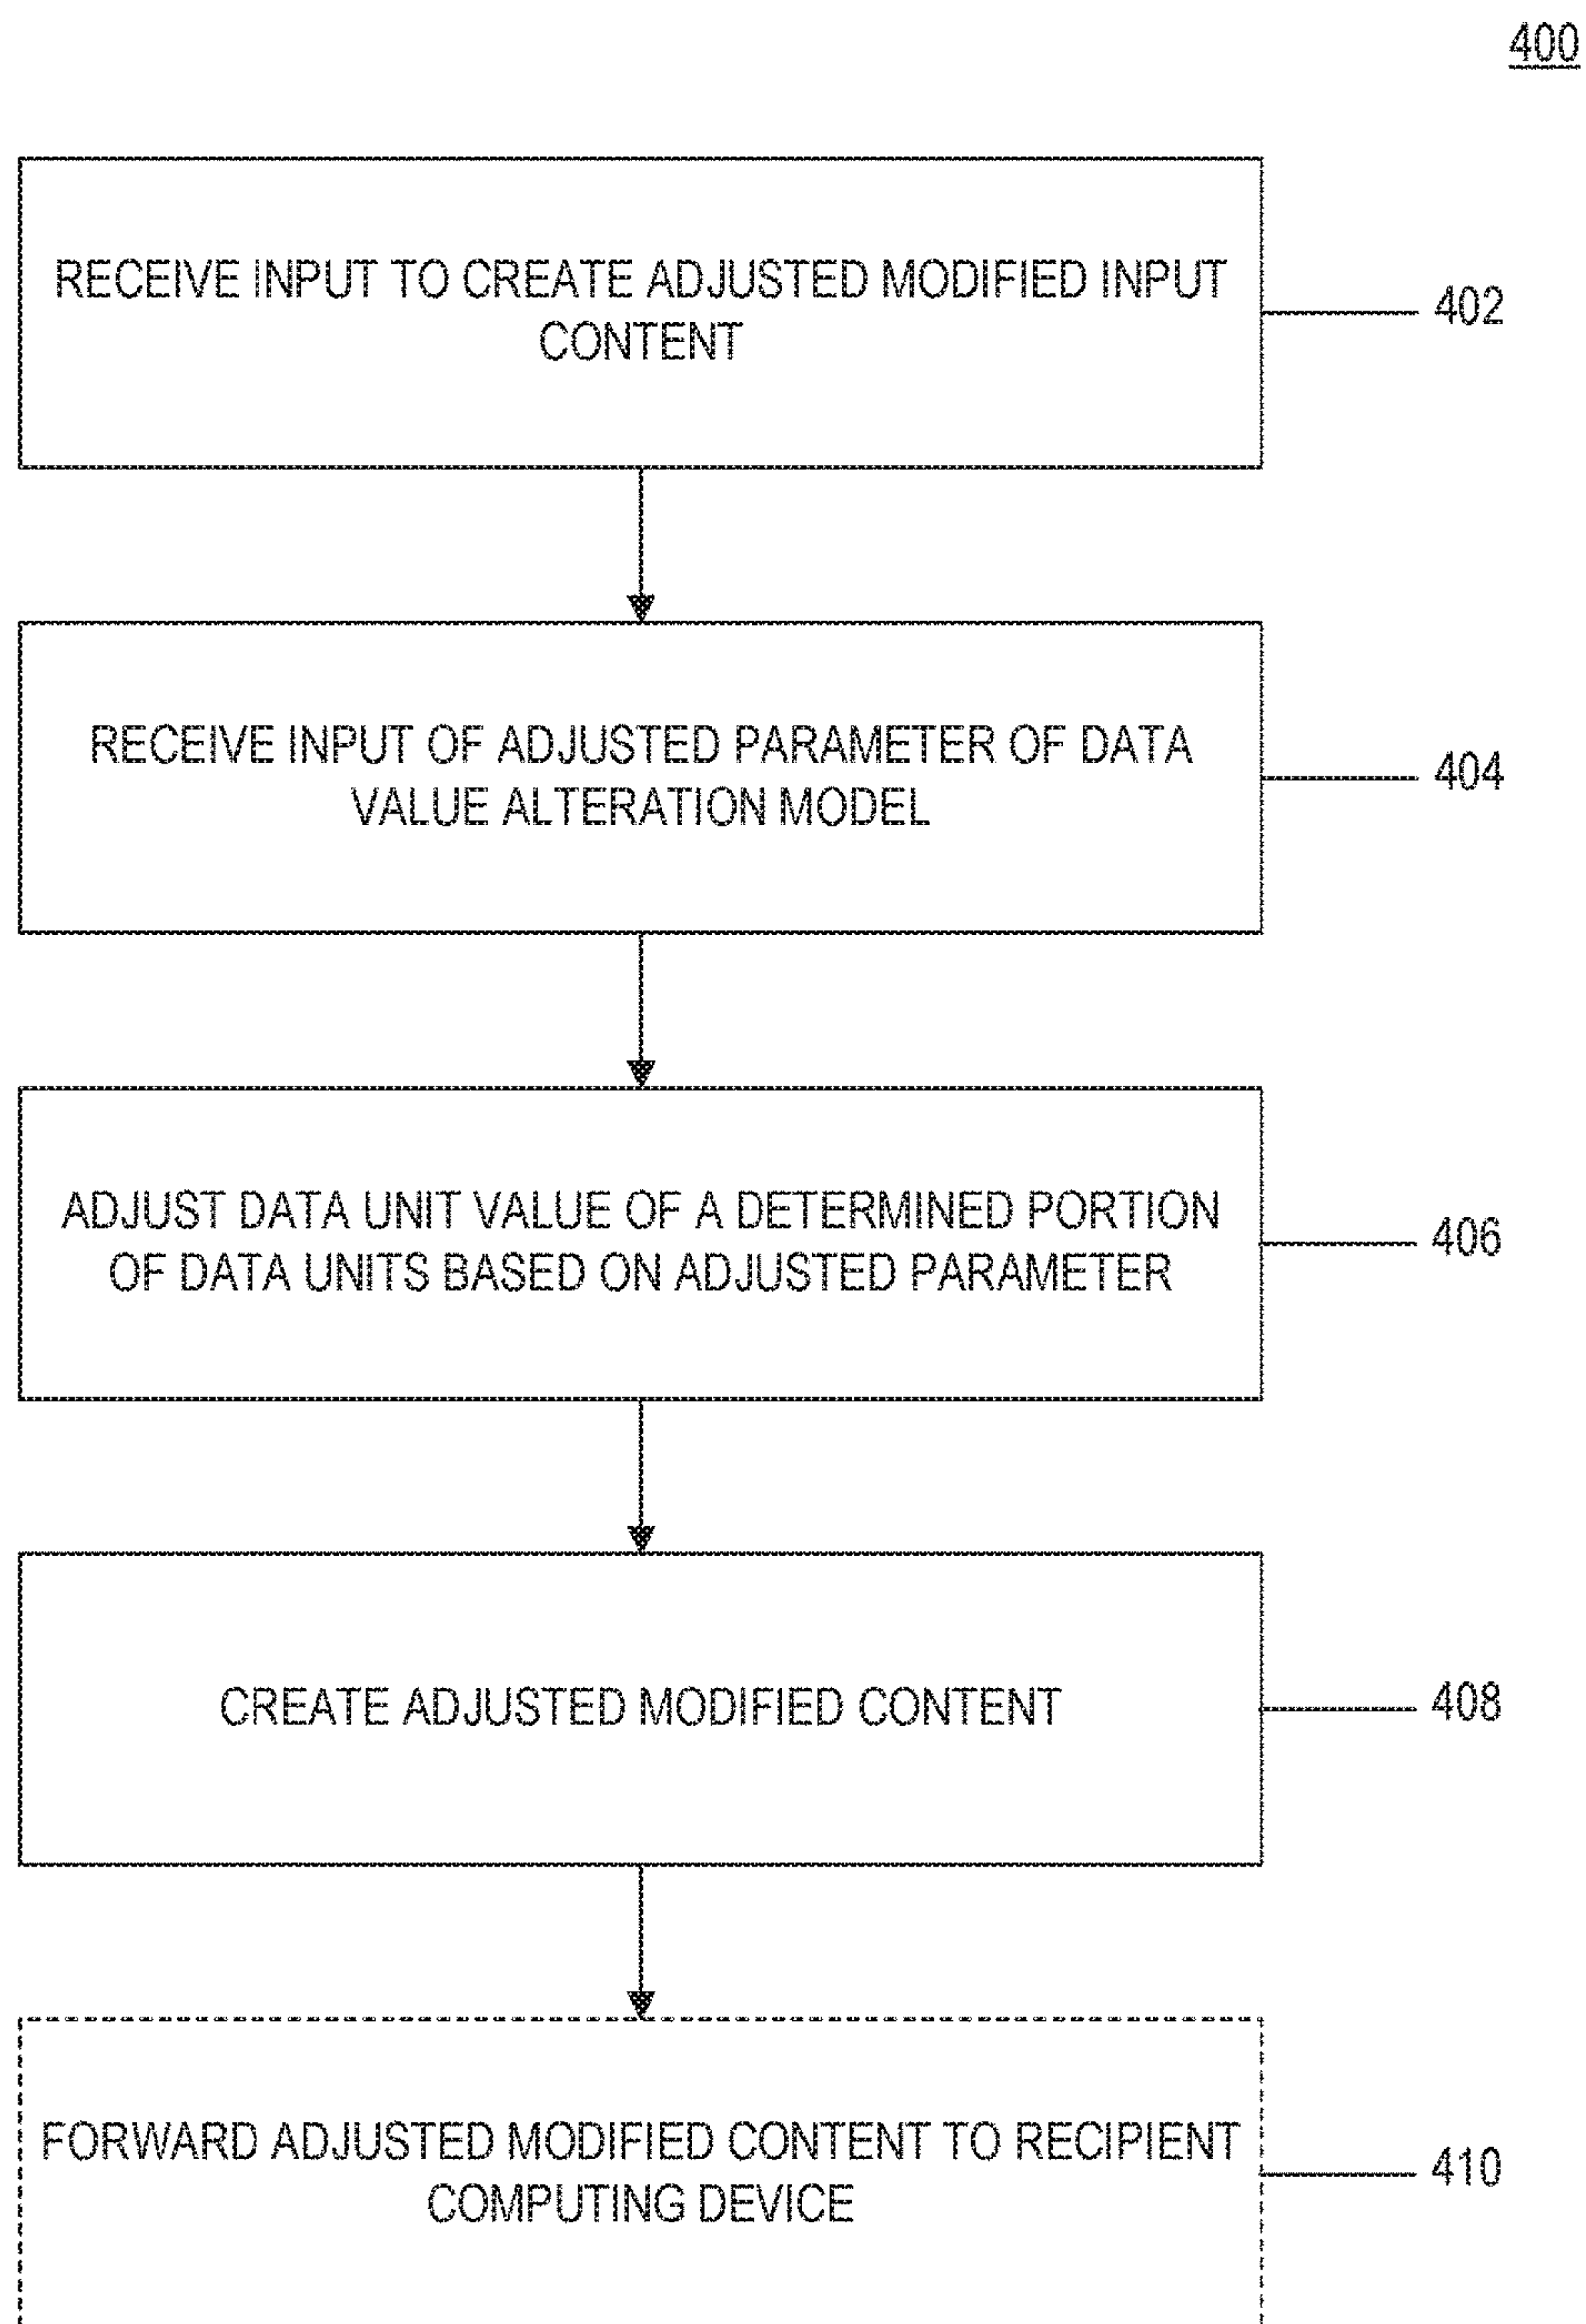 400
RECEIVE INPUT TO CREATE ADJUSTED MODIFIED INPUT
CONTENT
402
RECEIVE INPUT OF ADJUSTED PARAMETER OF DATA
VALUE ALTERATION MODEL
404
ADJUST DATA UNIT VALUE OF A DETERMINED PORTION
OF DATA UNITS BASED ON ADJUSTED PARAMETER
406
CREATE ADJUSTED MODIFIED CONTENT
408
FORWARD ADJUSTED MODIFIED CONTENT TO RECIPIENT
COMPUTING DEVICE
410